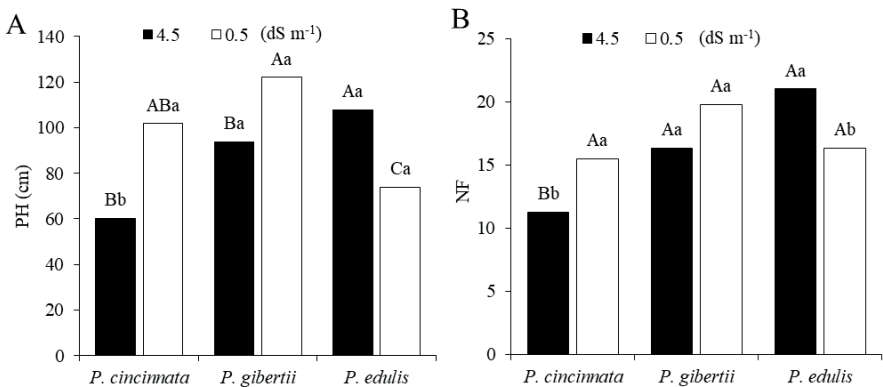 A
4.5 0.5 (dS m⁻¹)
PH (cm)
140
120
100
80
60
40
20
0
Bb ABa
Ba Aa
Aa Ca
P. cincinnata P. gibertii P. edulis
B
4.5 0.5 (dS m⁻¹)
NF
25
20
15
10
5
0
Bb Aa
Aa Aa
Aa Ab
P. cincinnata P. gibertii P. edulis